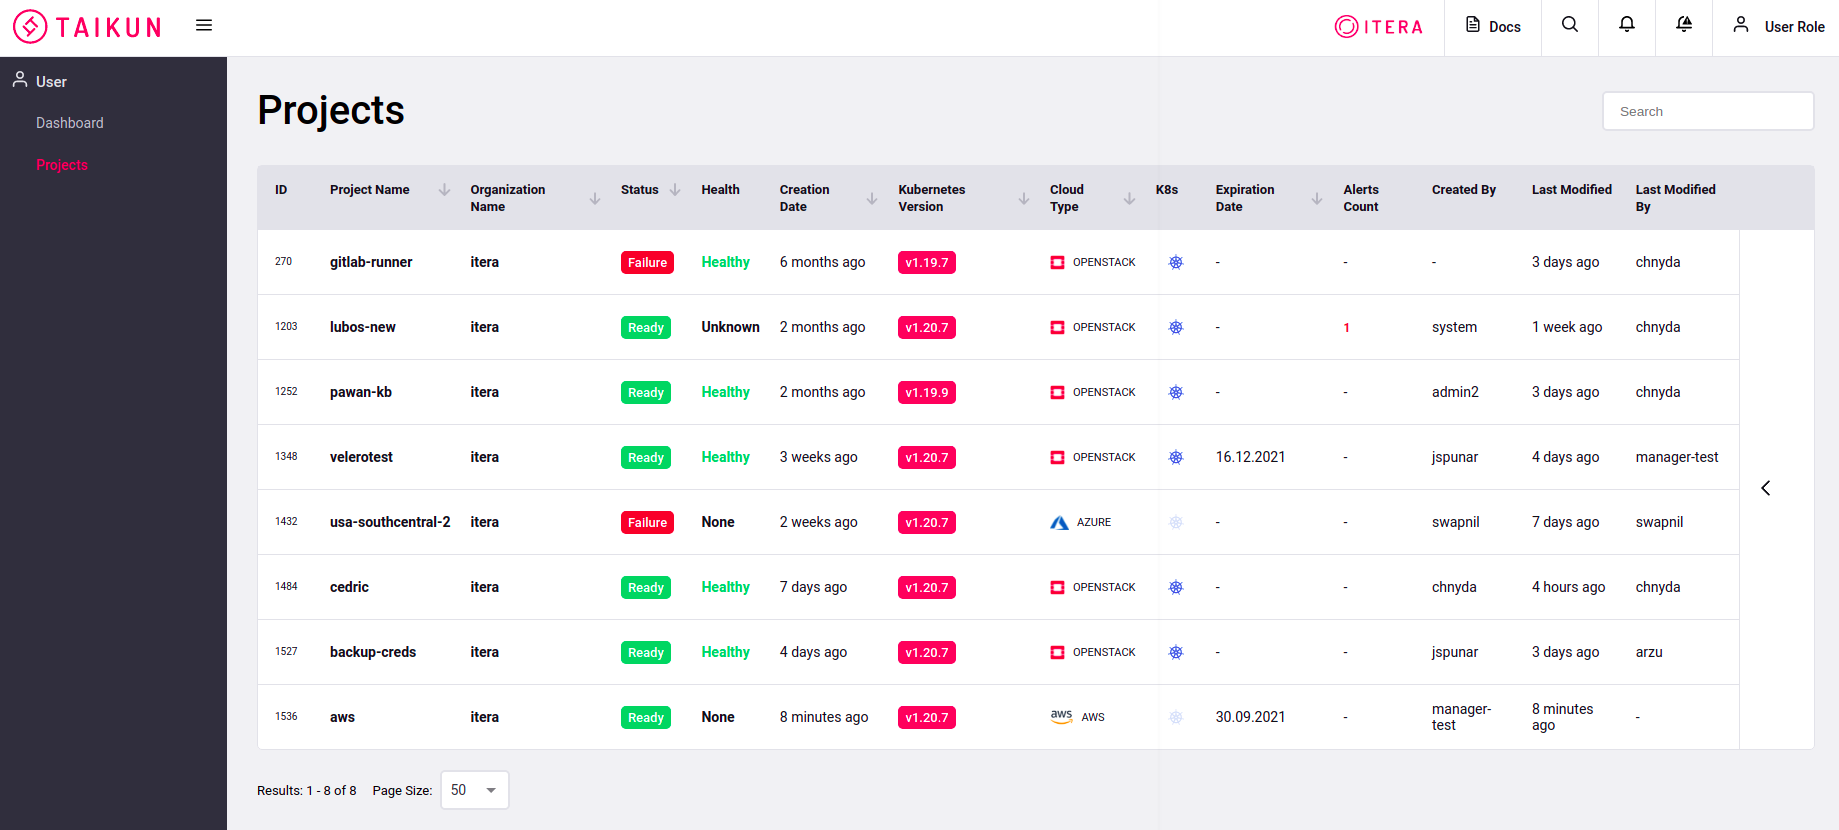 TAIKUN
ITERA
Docs
User Role
User
Dashboard
Projects
Projects
Search
ID Project Name Organization Name Status Health Creation Date Kubernetes Version Cloud Type K8s Expiration Date Alerts Count Created By Last Modified Last Modified By
270 gitlab-runner itera Failure Healthy 6 months ago v1.19.7 OPENSTACK - - - 3 days ago chnyda
1203 lubos-new itera Ready Unknown 2 months ago v1.20.7 OPENSTACK - 1 system 1 week ago chnyda
1252 pawan-kb itera Ready Healthy 2 months ago v1.19.9 OPENSTACK - - admin2 3 days ago chnyda
1348 velerotest itera Ready Healthy 3 weeks ago v1.20.7 OPENSTACK 16.12.2021 - jspunar 4 days ago manager-test
1432 usa-southcentral-2 itera Failure None 2 weeks ago v1.20.7 AZURE - - swapnil 7 days ago swapnil
1484 cedric itera Ready Healthy 7 days ago v1.20.7 OPENSTACK - - chnyda 4 hours ago chnyda
1527 backup-creds itera Ready Healthy 4 days ago v1.20.7 OPENSTACK - - jspunar 3 days ago arzu
1536 aws itera Ready None 8 minutes ago v1.20.7 aws AWS 30.09.2021 - manager-test 8 minutes ago -
Results: 1 - 8 of 8 Page Size: 50